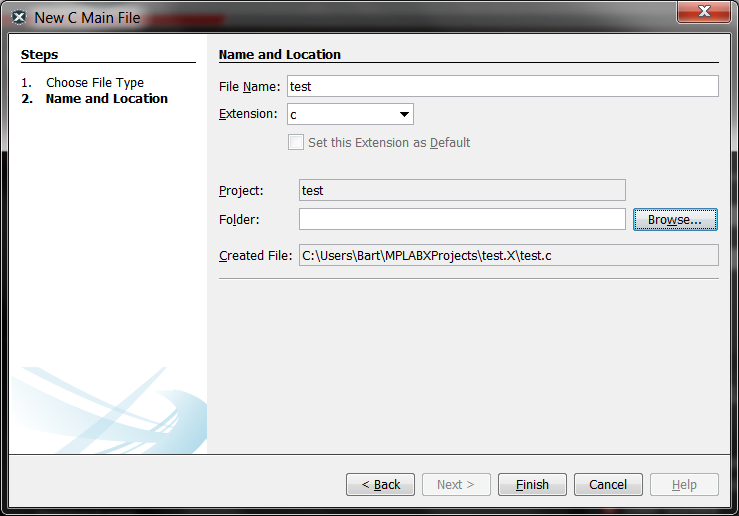 New C Main File
Steps
1. Choose File Type
2. Name and Location
Name and Location
File Name: test
Extension: c
Set this Extension as Default
Project: test
Folder:
Browse...
Created File: C:\Users\Bart\MPLABXProjects\test.X\test.c
< Back Next > Finish Cancel Help